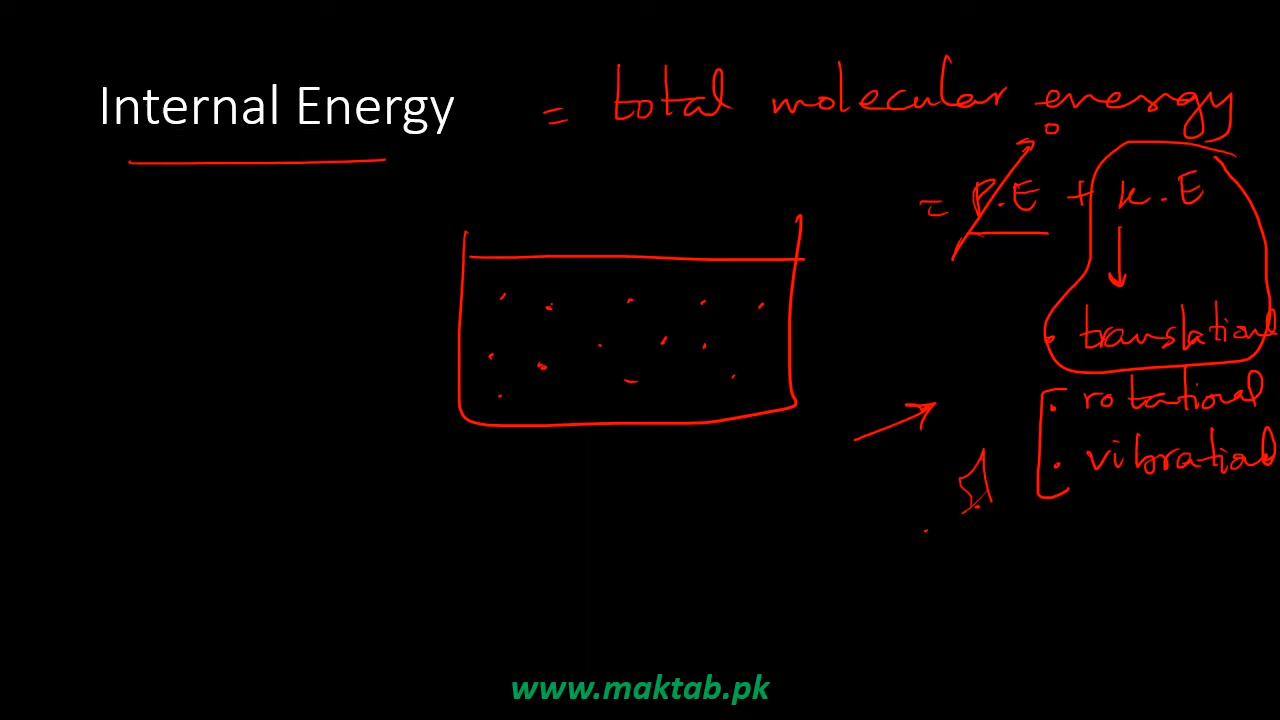 Internal Energy = total molecular energy
o
= P.E + K.E
• translational
• rotational
• vibrational
www.maktab.pk